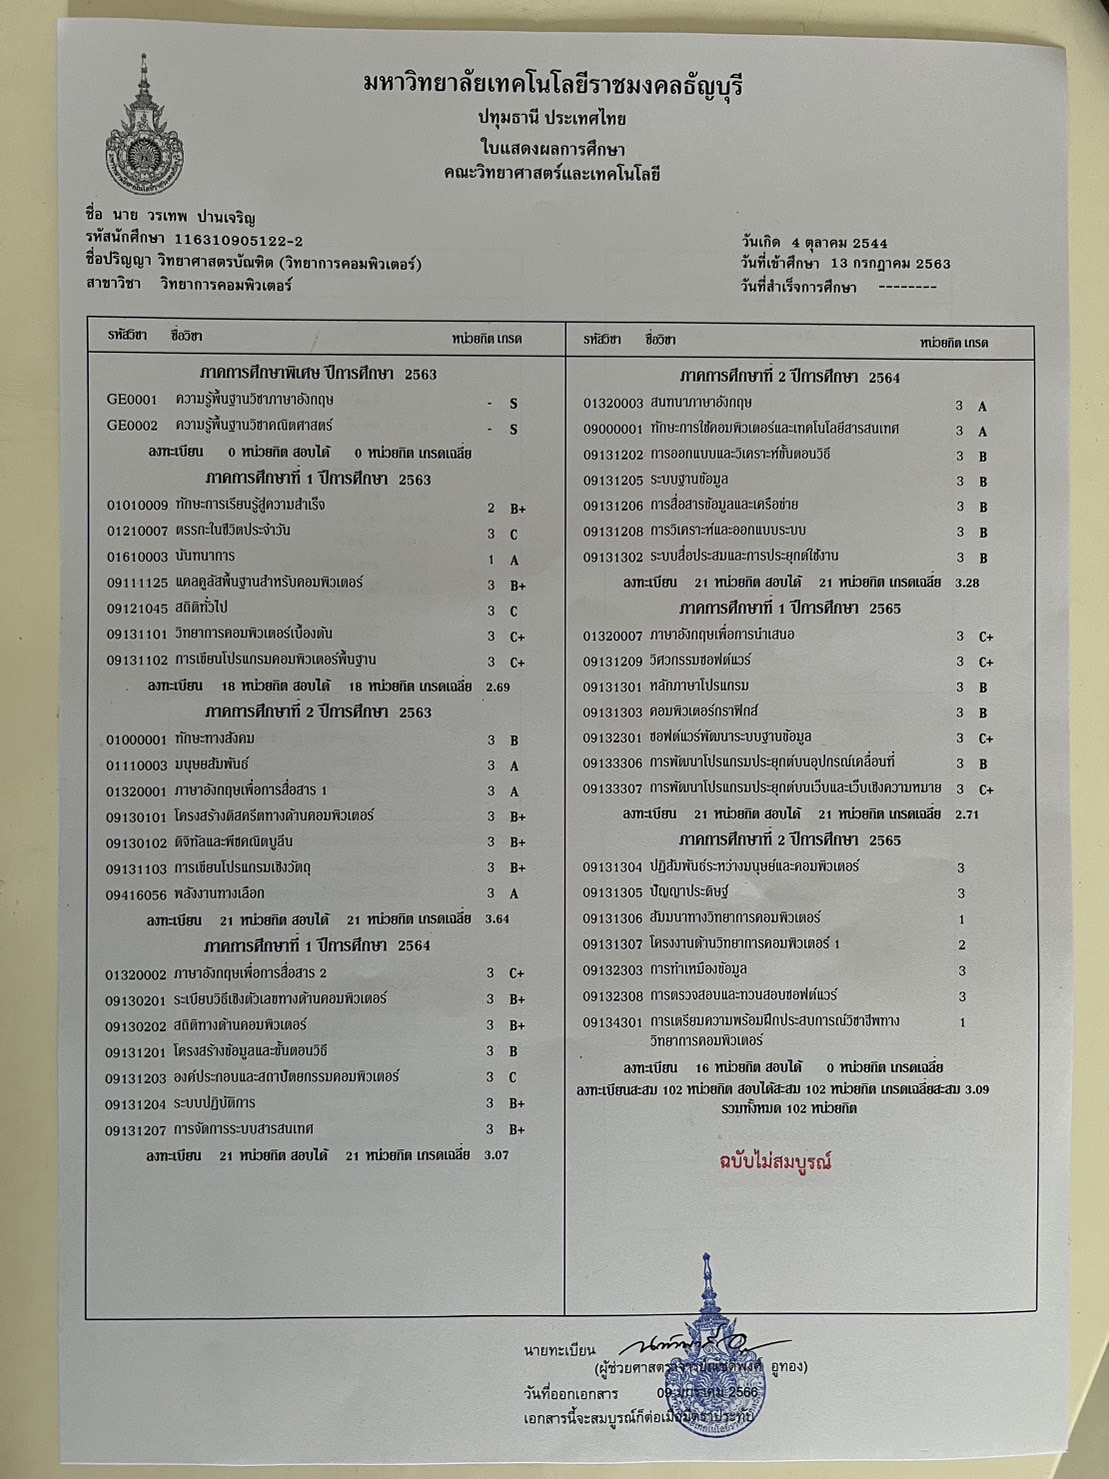 มหาวิทยาลัยเทคโนโลยีราชมงคลธัญบุรี
ปทุมธานี ประเทศไทย
ใบแสดงผลการศึกษา
คณะวิทยาศาสตร์และเทคโนโลยี
ชื่อ นาย วรเทพ ปานเจริญ
รหัสนักศึกษา 116310905122-2
ชื่อปริญญา วิทยาศาสตรบัณฑิต (วิทยาการคอมพิวเตอร์)
สาขาวิชา วิทยาการคอมพิวเตอร์
วันเกิด 4 ตุลาคม 2544
วันที่เข้าศึกษา 13 กรกฎาคม 2563
วันที่สำเร็จการศึกษา --------
รหัสวิชา ชื่อวิชา หน่วยกิต เกรด
ภาคการศึกษาพิเศษ ปีการศึกษา 2563
GE0001 ความรู้พื้นฐานวิชาภาษาอังกฤษ - S
GE0002 ความรู้พื้นฐานวิชาคณิตศาสตร์ - S
ลงทะเบียน 0 หน่วยกิต สอบได้ 0 หน่วยกิต เกรดเฉลี่ย
ภาคการศึกษาที่ 1 ปีการศึกษา 2563
01010009 ทักษะการเรียนรู้สู่ความสำเร็จ 2 B+
01210007 ตรรกะในชีวิตประจำวัน 3 C
01610003 นันทนาการ 1 A
09111125 แคลคูลัสพื้นฐานสำหรับคอมพิวเตอร์ 3 B+
09121045 สถิติทั่วไป 3 C
09131101 วิทยาการคอมพิวเตอร์เบื้องต้น 3 C+
09131102 การเขียนโปรแกรมคอมพิวเตอร์พื้นฐาน 3 C+
ลงทะเบียน 18 หน่วยกิต สอบได้ 18 หน่วยกิต เกรดเฉลี่ย 2.69
ภาคการศึกษาที่ 2 ปีการศึกษา 2563
01000001 ทักษะทางสังคม 3 B
01110003 มนุษยสัมพันธ์ 3 A
01320001 ภาษาอังกฤษเพื่อการสื่อสาร 1 3 A
09130101 โครงสร้างดิสครีตทางด้านคอมพิวเตอร์ 3 B+
09130102 ดิจิทัลและพีชคณิตบูลีน 3 B+
09131103 การเขียนโปรแกรมเชิงวัตถุ 3 B+
09416056 พลังงานทางเลือก 3 A
ลงทะเบียน 21 หน่วยกิต สอบได้ 21 หน่วยกิต เกรดเฉลี่ย 3.64
ภาคการศึกษาที่ 1 ปีการศึกษา 2564
01320002 ภาษาอังกฤษเพื่อการสื่อสาร 2 3 C+
09130201 ระเบียบวิธีเชิงตัวเลขทางด้านคอมพิวเตอร์ 3 B+
09130202 สถิติทางด้านคอมพิวเตอร์ 3 B+
09131201 โครงสร้างข้อมูลและขั้นตอนวิธี 3 B
09131203 องค์ประกอบและสถาปัตยกรรมคอมพิวเตอร์ 3 C
09131204 ระบบปฏิบัติการ 3 B+
09131207 การจัดการระบบสารสนเทศ 3 B+
ลงทะเบียน 21 หน่วยกิต สอบได้ 21 หน่วยกิต เกรดเฉลี่ย 3.07
รหัสวิชา ชื่อวิชา หน่วยกิต เกรด
ภาคการศึกษาที่ 2 ปีการศึกษา 2564
01320003 สนทนาภาษาอังกฤษ 3 A
09000001 ทักษะการใช้คอมพิวเตอร์และเทคโนโลยีสารสนเทศ 3 A
09131202 การออกแบบและวิเคราะห์ขั้นตอนวิธี 3 B
09131205 ระบบฐานข้อมูล 3 B
09131206 การสื่อสารข้อมูลและเครือข่าย 3 B
09131208 การวิเคราะห์และออกแบบระบบ 3 B
09131302 ระบบสื่อประสมและการประยุกต์ใช้งาน 3 B
ลงทะเบียน 21 หน่วยกิต สอบได้ 21 หน่วยกิต เกรดเฉลี่ย 3.28
ภาคการศึกษาที่ 1 ปีการศึกษา 2565
01320007 ภาษาอังกฤษเพื่อการนำเสนอ 3 C+
09131209 วิศวกรรมซอฟต์แวร์ 3 C+
09131301 หลักภาษาโปรแกรม 3 B
09131303 คอมพิวเตอร์กราฟิกส์ 3 B
09132301 ซอฟต์แวร์พัฒนาระบบฐานข้อมูล 3 C+
09133306 การพัฒนาโปรแกรมประยุกต์บนอุปกรณ์เคลื่อนที่ 3 B
09133307 การพัฒนาโปรแกรมประยุกต์บนเว็บและเว็บเชิงความหมาย 3 C+
ลงทะเบียน 21 หน่วยกิต สอบได้ 21 หน่วยกิต เกรดเฉลี่ย 2.71
ภาคการศึกษาที่ 2 ปีการศึกษา 2565
09131304 ปฏิสัมพันธ์ระหว่างมนุษย์และคอมพิวเตอร์ 3
09131305 ปัญญาประดิษฐ์ 3
09131306 สัมมนาทางวิทยาการคอมพิวเตอร์ 1
09131307 โครงงานด้านวิทยาการคอมพิวเตอร์ 1 2
09132303 การทำเหมืองข้อมูล 3
09132308 การตรวจสอบและทวนสอบซอฟต์แวร์ 3
09134301 การเตรียมความพร้อมฝึกประสบการณ์วิชาชีพทาง 1
วิทยาการคอมพิวเตอร์
ลงทะเบียน 16 หน่วยกิต สอบได้ 0 หน่วยกิต เกรดเฉลี่ย
ลงทะเบียนสะสม 102 หน่วยกิต สอบได้สะสม 102 หน่วยกิต เกรดเฉลี่ยสะสม 3.09
รวมทั้งหมด 102 หน่วยกิต
ฉบับไม่สมบูรณ์
นายทะเบียน
(ผู้ช่วยศาสตราจารย์ณัชติพงศ์ อูทอง)
วันที่ออกเอกสาร 09 มกราคม 2566
เอกสารนี้จะสมบูรณ์ก็ต่อเมื่อมีตราประทับ